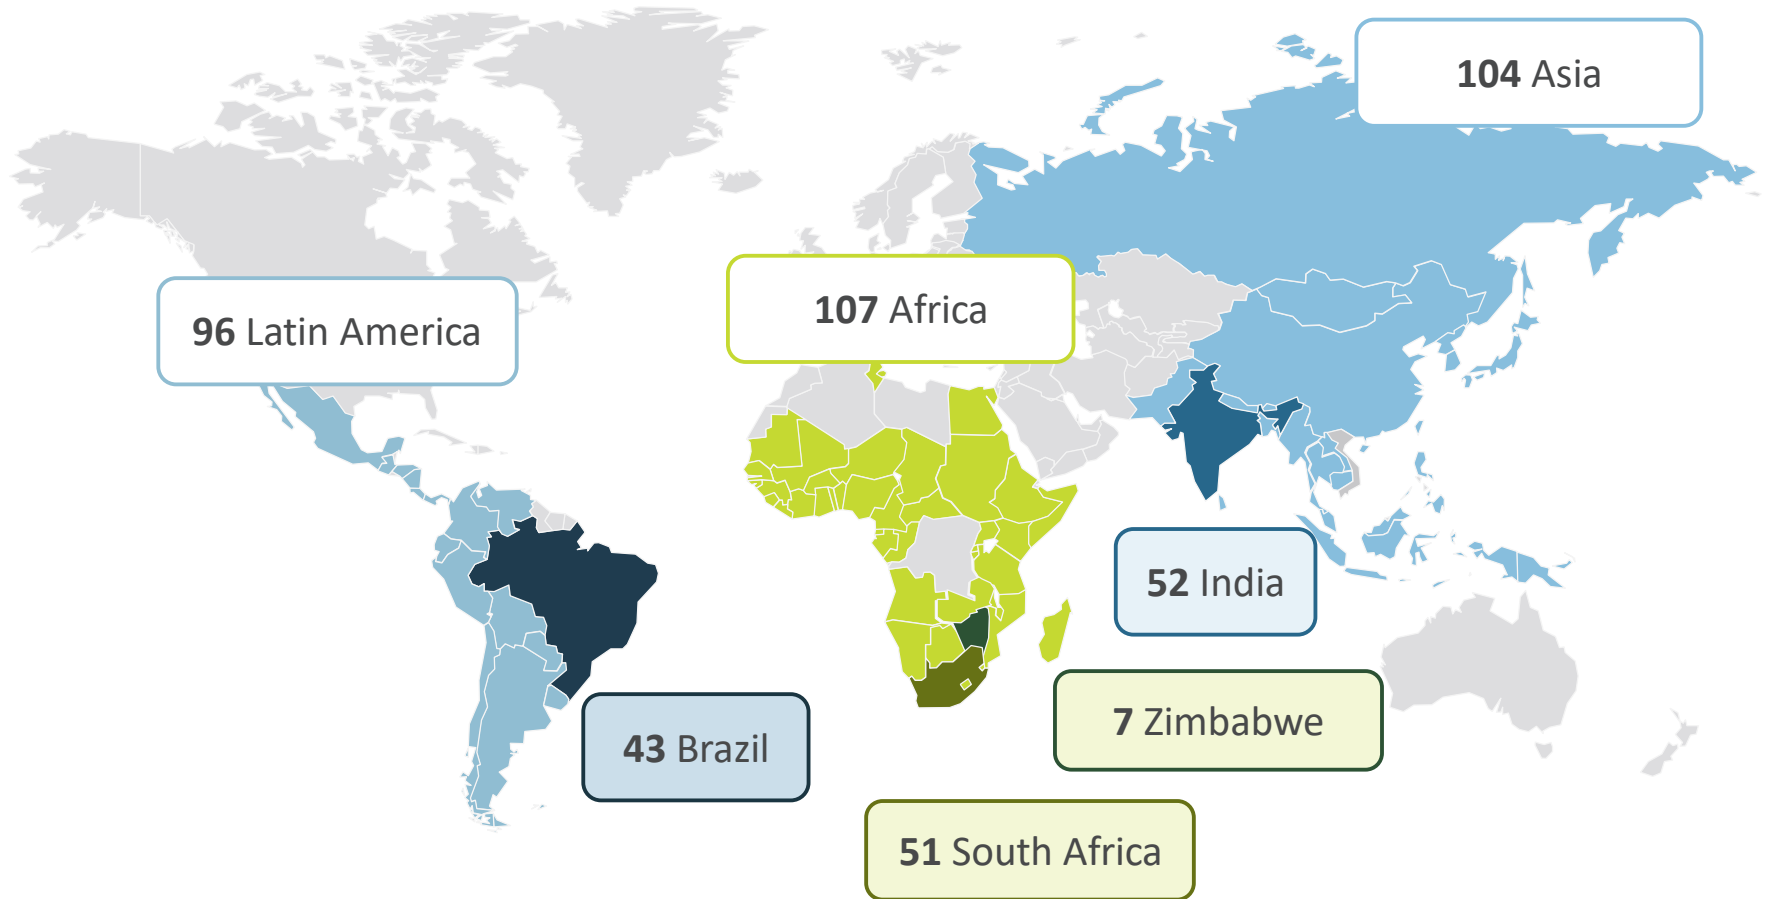 104 Asia
107 Africa
96 Latin America
52 India
7 Zimbabwe
43 Brazil
51 South Africa